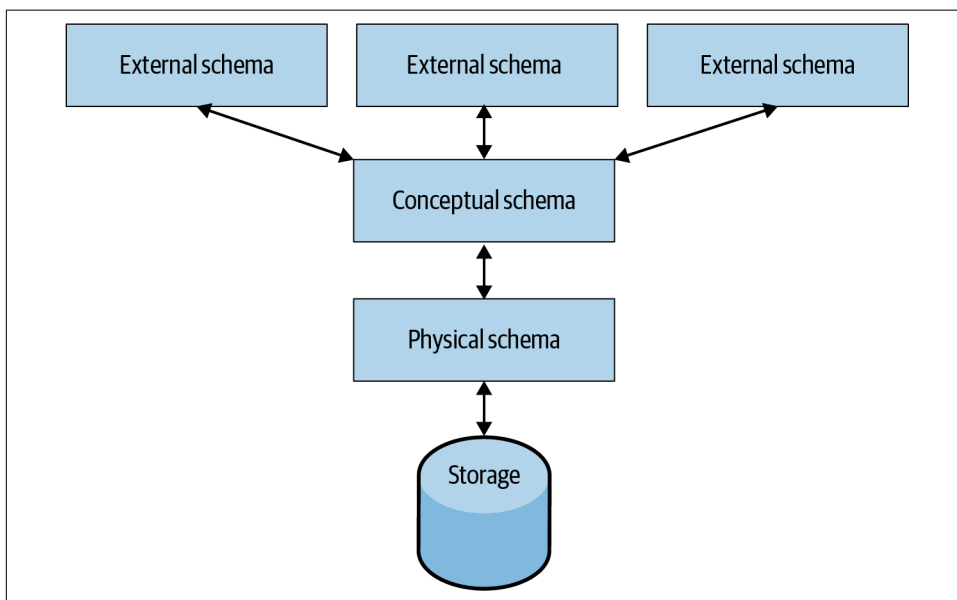 External schema
External schema
External schema
Conceptual schema
Physical schema
Storage